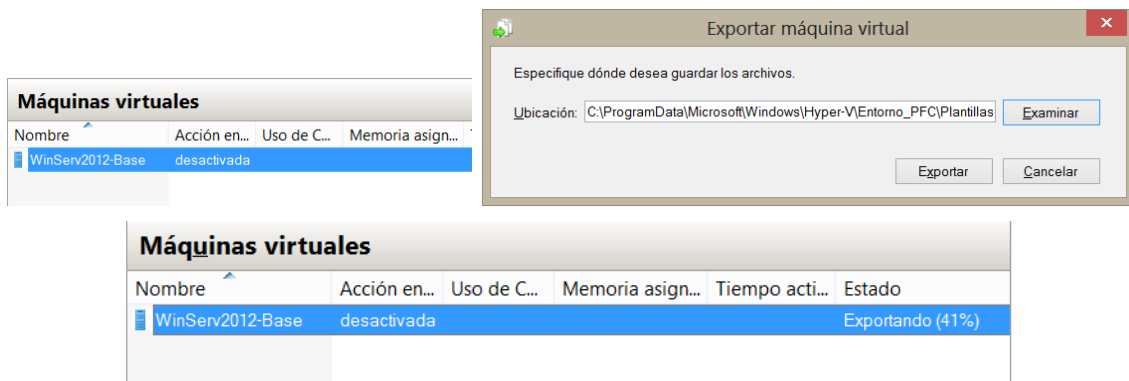 Exportar máquina virtual
Especifique dónde desea guardar los archivos.
Ubicación: C:\ProgramData\Microsoft\Windows\Hyper-V\Entorno_PFC\Plantillas Examinar
Exportar Cancelar
Máquinas virtuales
Nombre Acción en... Uso de C... Memoria asign...
WinServ2012-Base desactivada
Máquinas virtuales
Nombre Acción en... Uso de C... Memoria asign... Tiempo acti... Estado
WinServ2012-Base desactivada Exportando (41%)